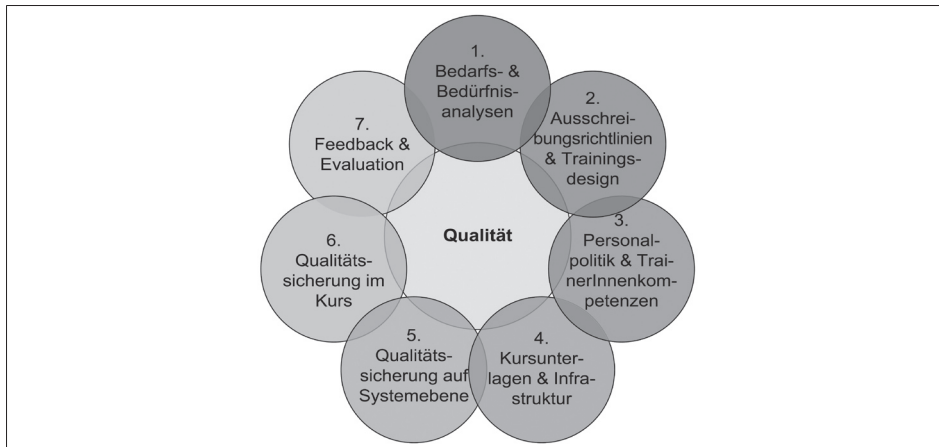 1.
Bedarfs- &
Bedürfnis-
analysen
2.
Ausschrei-
bungsrichtlinien
& Trainings-
design
3.
Personal-
politik & Trai-
nerInnenkom-
petenzen
4.
Kursunter-
lagen & Infra-
struktur
5.
Qualitäts-
sicherung auf
Systemebene
6.
Qualitäts-
sicherung im
Kurs
7.
Feedback &
Evaluation
Qualität